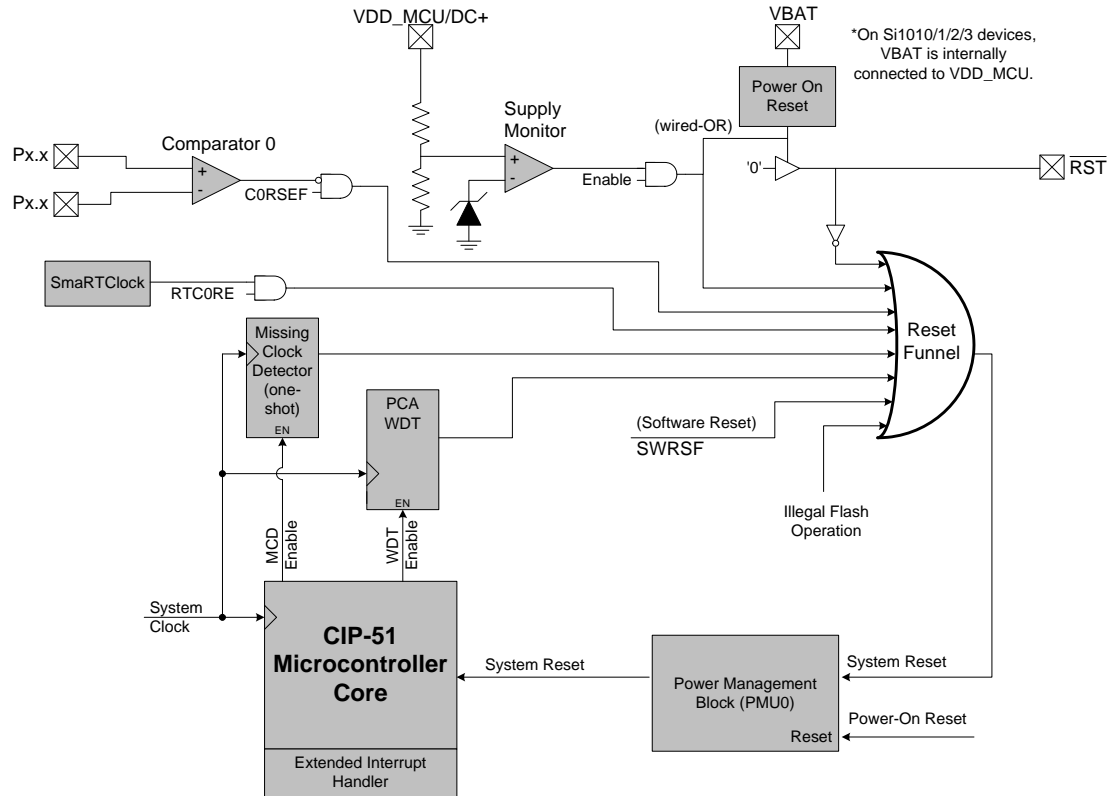 VDD_MCU/DC+
VBAT
*On Si1010/1/2/3 devices,
VBAT is internally
connected to VDD_MCU.
Power On
Reset
Supply
Monitor
(wired-OR)
Comparator 0
Px.x
+
-
Px.x
C0RSEF
+
-
Enable
'0'
RST
SmaRTClock
RTC0RE
Missing
Clock
Detector
(one-
shot)
EN
PCA
WDT
EN
Reset
Funnel
(Software Reset)
SWRSF
Illegal Flash
Operation
MCD
Enable
WDT
Enable
System
Clock
CIP-51
Microcontroller
Core
Extended Interrupt
Handler
System Reset
Power Management
Block (PMU0)
Reset
System Reset
Power-On Reset